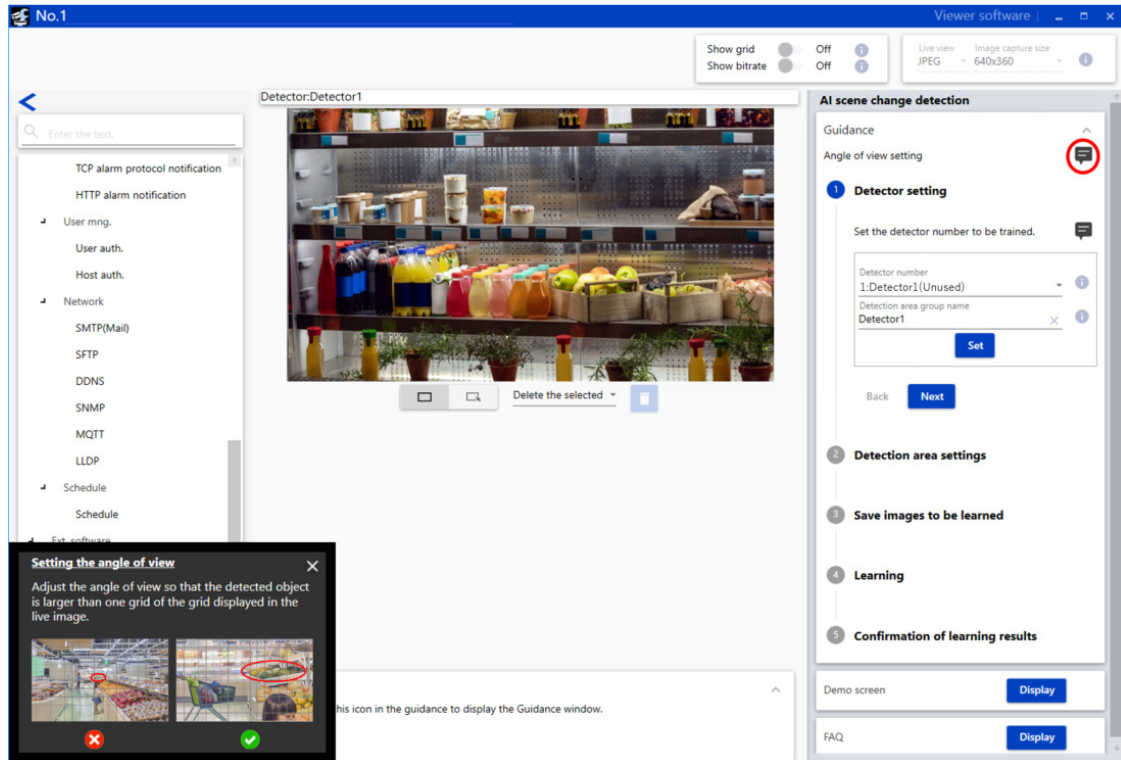 No.1
Viewer software
Show grid Off
Show bitrate Off
Live view Image capture size
JPEG 640x360
Enter the text.
TCP alarm protocol notification
HTTP alarm notification
User mng.
User auth.
Host auth.
Network
SMTP(Mail)
SFTP
DDNS
SNMP
MQTT
LLDP
Schedule
Schedule
Ext. software
Detector:Detector1
Delete the selected
AI scene change detection
Guidance
Angle of view setting
1 Detector setting
Set the detector number to be trained.
Detector number
1:Detector1(Unused)
Detection area group name
Detector1
Set
Back Next
2 Detection area settings
3 Save images to be learned
4 Learning
5 Confirmation of learning results
Demo screen Display
FAQ Display
Setting the angle of view
Adjust the angle of view so that the detected object
is larger than one grid of the grid displayed in the
live image.
his icon in the guidance to display the Guidance window.